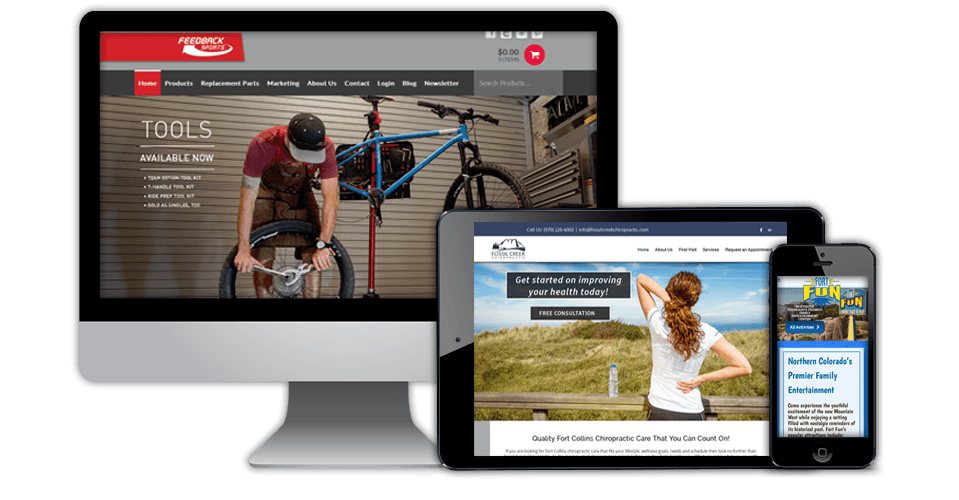 FEEDBACK
SPORTS
$0.00
0 ITEMS
Home Products Replacement Parts Marketing About Us Contact Login Blog Newsletter
Search Products...
TOOLS
AVAILABLE NOW
• TEAM EDITION TOOL KIT
• T-HANDLE TOOL KIT
• RIDE PREP TOOL KIT
• SOLD AS SINGLES, TOO
Call Us: (970) 226-6002 | info@fossilcreekchiropractic.com
FOSSIL CREEK
CHIROPRACTIC
Home About Us First Visit Services Request an Appointment
Get started on improving
your health today!
FREE CONSULTATION
Quality Fort Collins Chiropractic Care That You Can Count On!
If you are looking for Fort Collins chiropractic care that fits your lifestyle, wellness goals, needs and schedule then look no further than
FORT
FUN
NORTHERN
COLORADO'S PREMIER
FAMILY
ENTERTAINMENT
CENTER
FUN
All Activities
Northern Colorado's
Premier Family
Entertainment
Come experience the youthful
excitement of the new Mountain
West while enjoying a setting
filled with nostalgic reminders of
its historical past. Fort Fun's
popular attractions include: